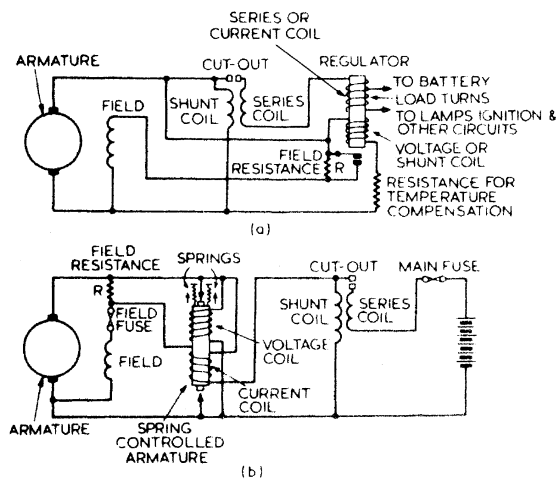 SERIES OR
CURRENT COIL
ARMATURE
CUT-OUT
REGULATOR
TO BATTERY
LOAD TURNS
TO LAMPS IGNITION &
OTHER CIRCUITS
FIELD
SHUNT
COIL
SERIES
COIL
VOLTAGE OR
SHUNT COIL
FIELD
RESISTANCE
R
RESISTANCE FOR
TEMPERATURE
COMPENSATION
(a)
FIELD
RESISTANCE
SPRINGS
CUT-OUT
MAIN FUSE
R
FIELD
FUSE
SHUNT
COIL
SERIES
COIL
VOLTAGE
COIL
FIELD
CURRENT
COIL
ARMATURE
SPRING
CONTROLLED
ARMATURE
(b)